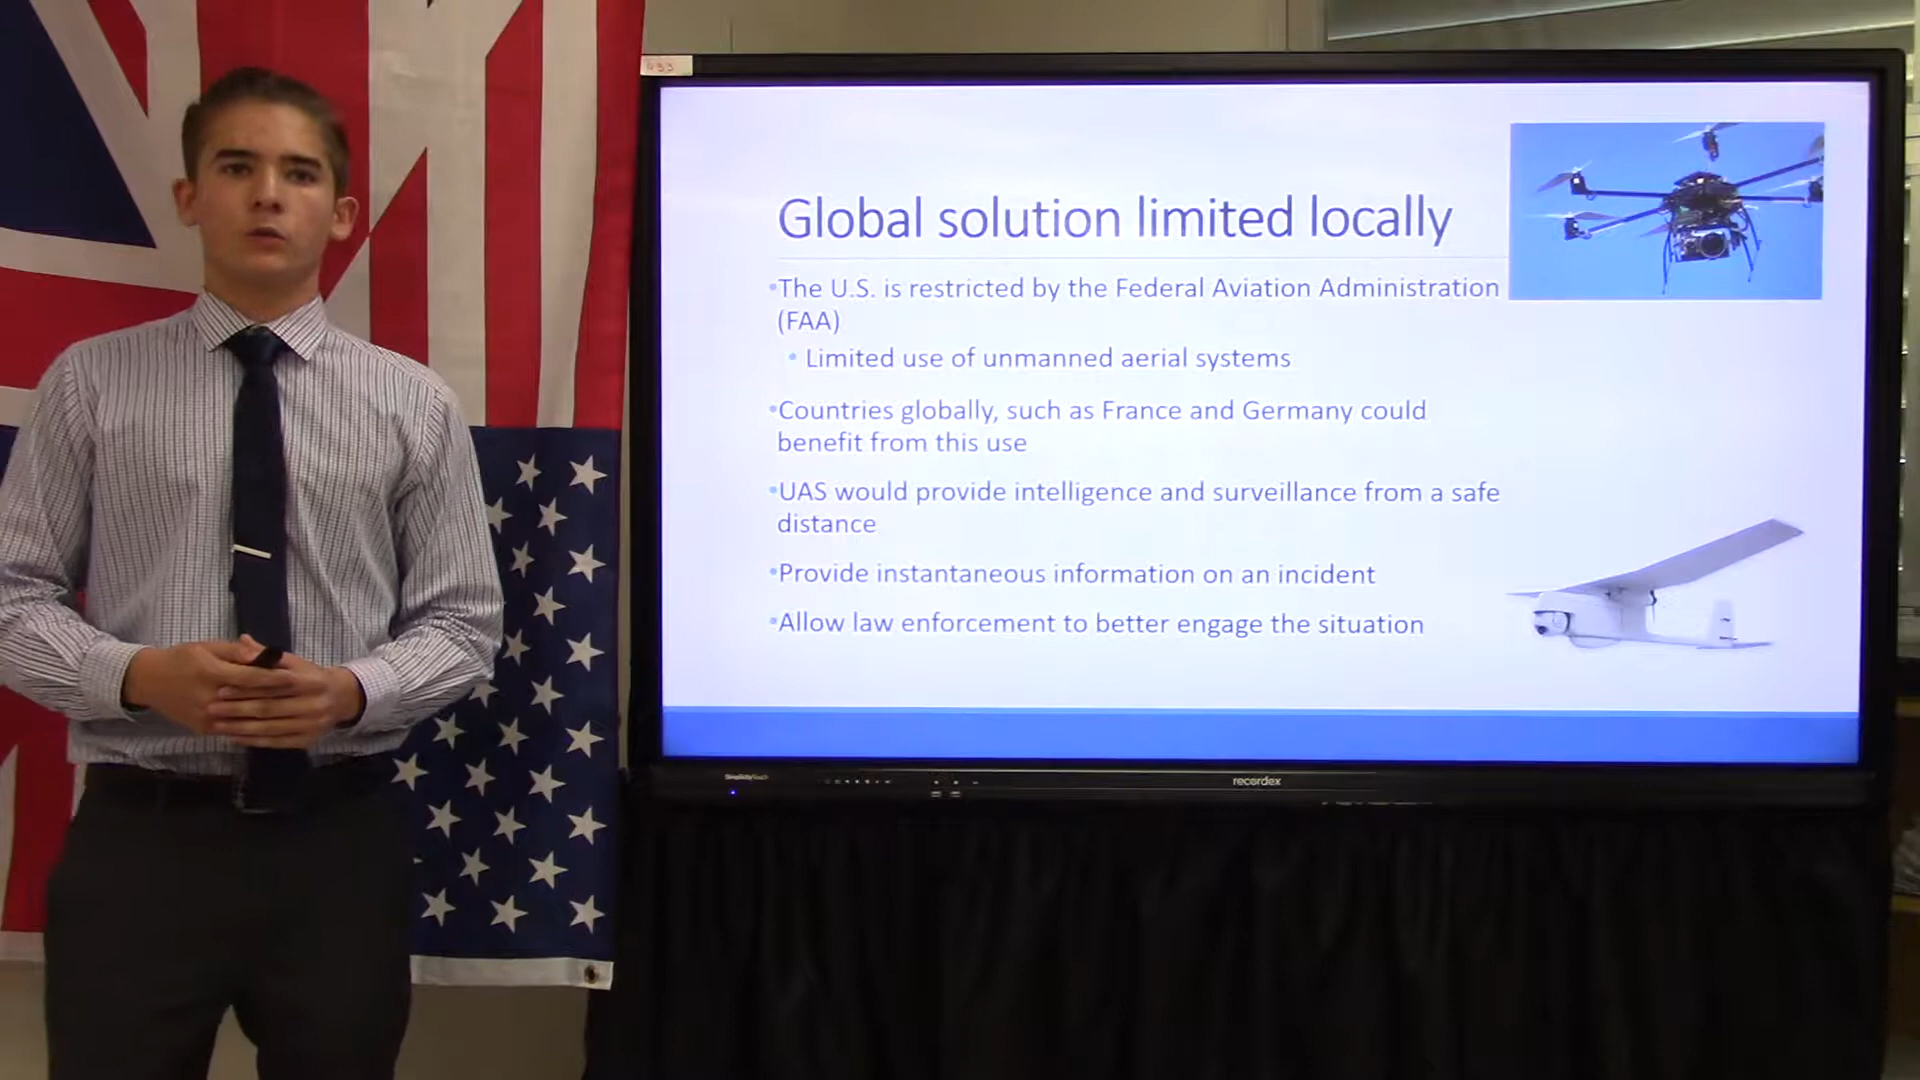 Global solution limited locally
•The U.S. is restricted by the Federal Aviation Administration
(FAA)
• Limited use of unmanned aerial systems
•Countries globally, such as France and Germany could
benefit from this use
•UAS would provide intelligence and surveillance from a safe
distance
•Provide instantaneous information on an incident
•Allow law enforcement to better engage the situation
recordex